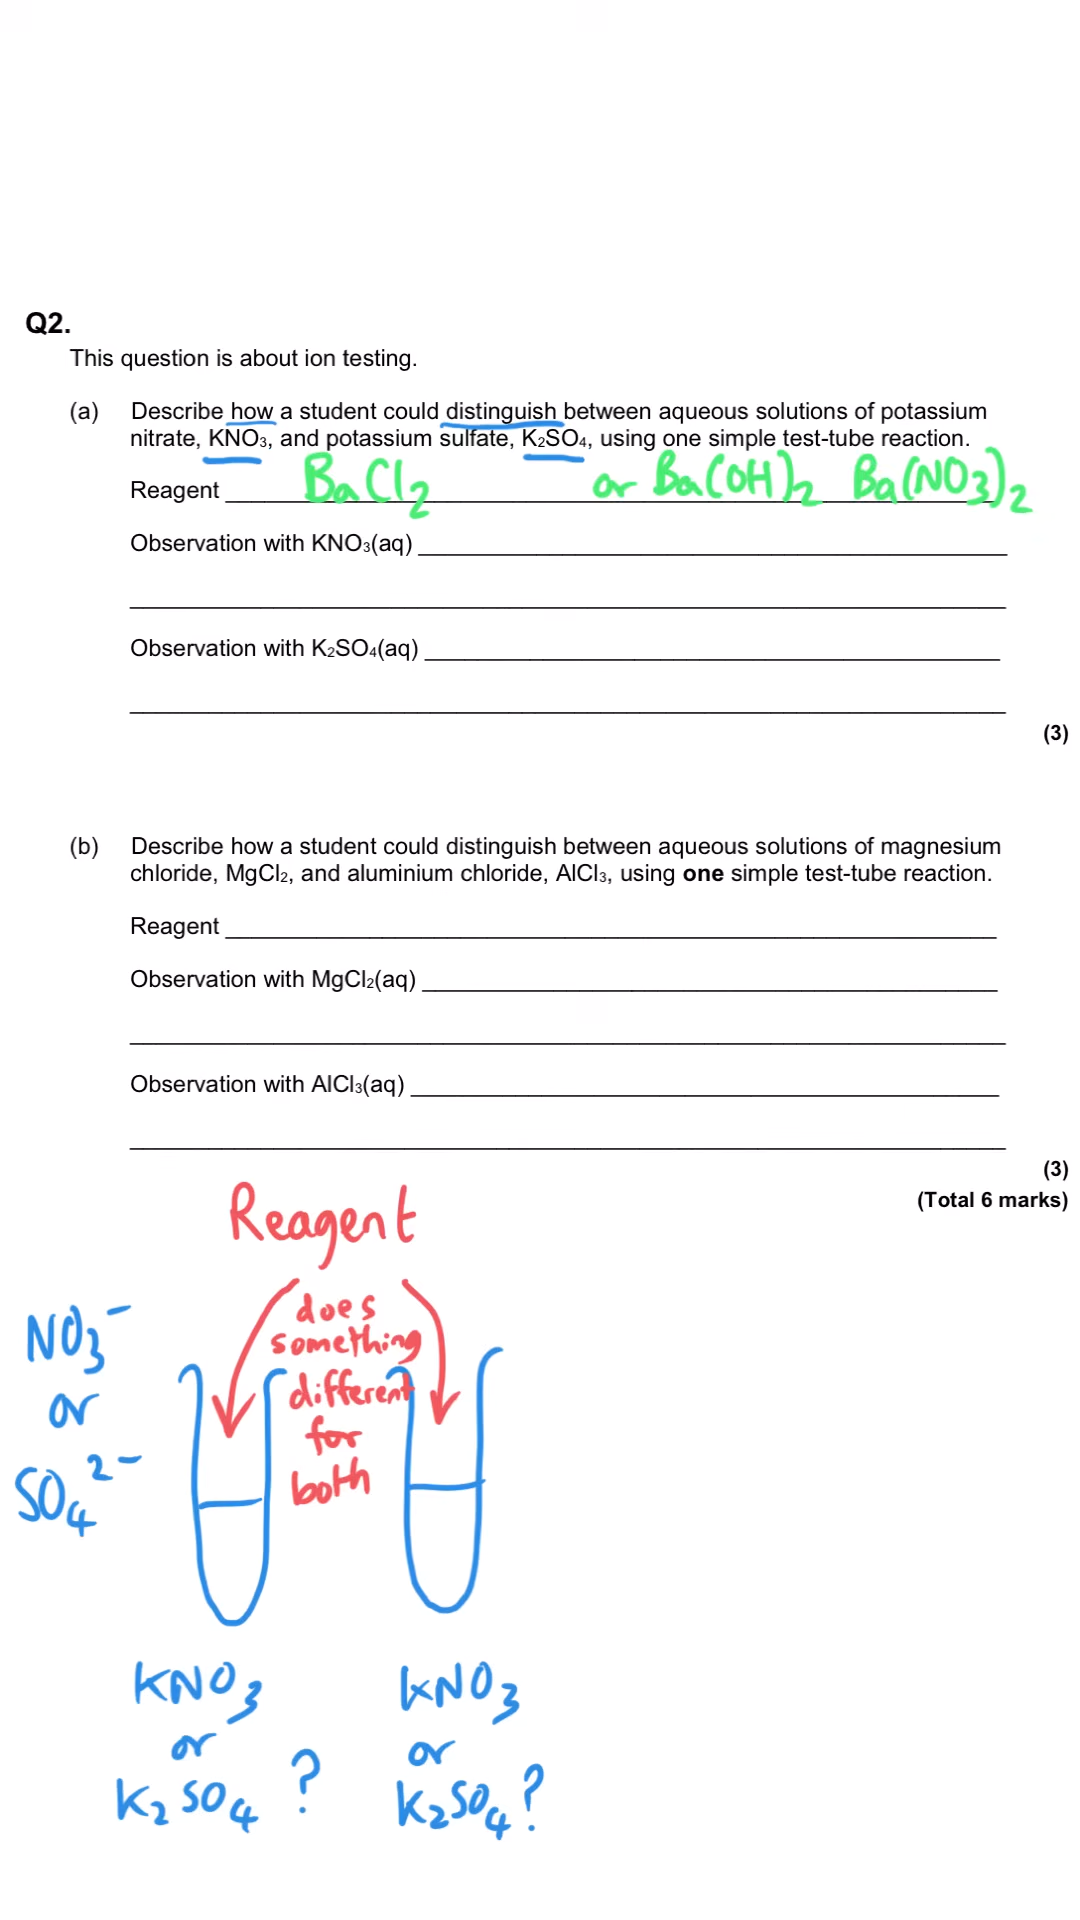 Q2.
This question is about ion testing.
(a) Describe how a student could distinguish between aqueous solutions of potassium
nitrate, KNO₃, and potassium sulfate, K₂SO₄, using one simple test-tube reaction.
Reagent BaCl₂ or Ba(OH)₂ Ba(NO₃)₂
Observation with KNO₃(aq)
Observation with K₂SO₄(aq)
(3)
(b) Describe how a student could distinguish between aqueous solutions of magnesium
chloride, MgCl₂, and aluminium chloride, AlCl₃, using one simple test-tube reaction.
Reagent
Observation with MgCl₂(aq)
Observation with AlCl₃(aq)
(3)
(Total 6 marks)
Reagent
does
something
different
for
both
NO₃⁻
or
SO₄²⁻
KNO₃
or
K₂SO₄ ?
KNO₃
or
K₂SO₄?